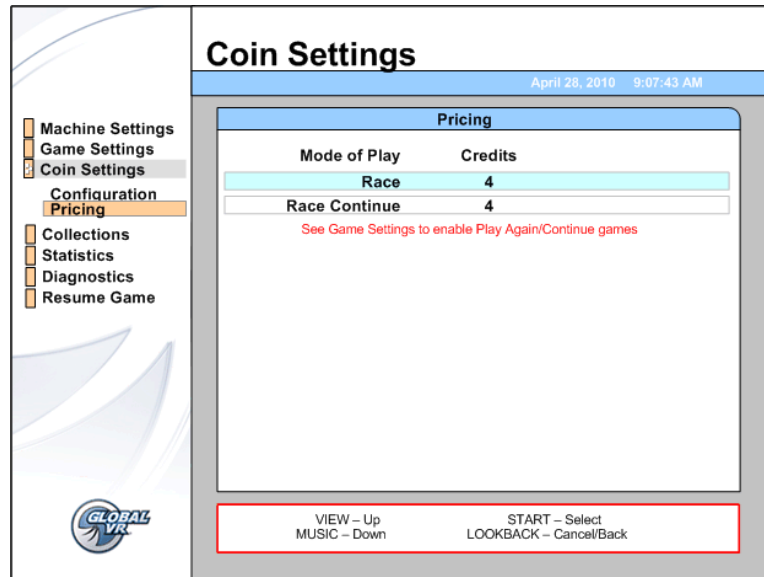 Coin Settings
April 28, 2010 9:07:43 AM
Machine Settings
Game Settings
Coin Settings
Configuration
Pricing
Collections
Statistics
Diagnostics
Resume Game
Pricing
Mode of Play Credits
Race 4
Race Continue 4
See Game Settings to enable Play Again/Continue games
VIEW – Up START – Select
MUSIC – Down LOOKBACK – Cancel/Back
GLOBAL
VR